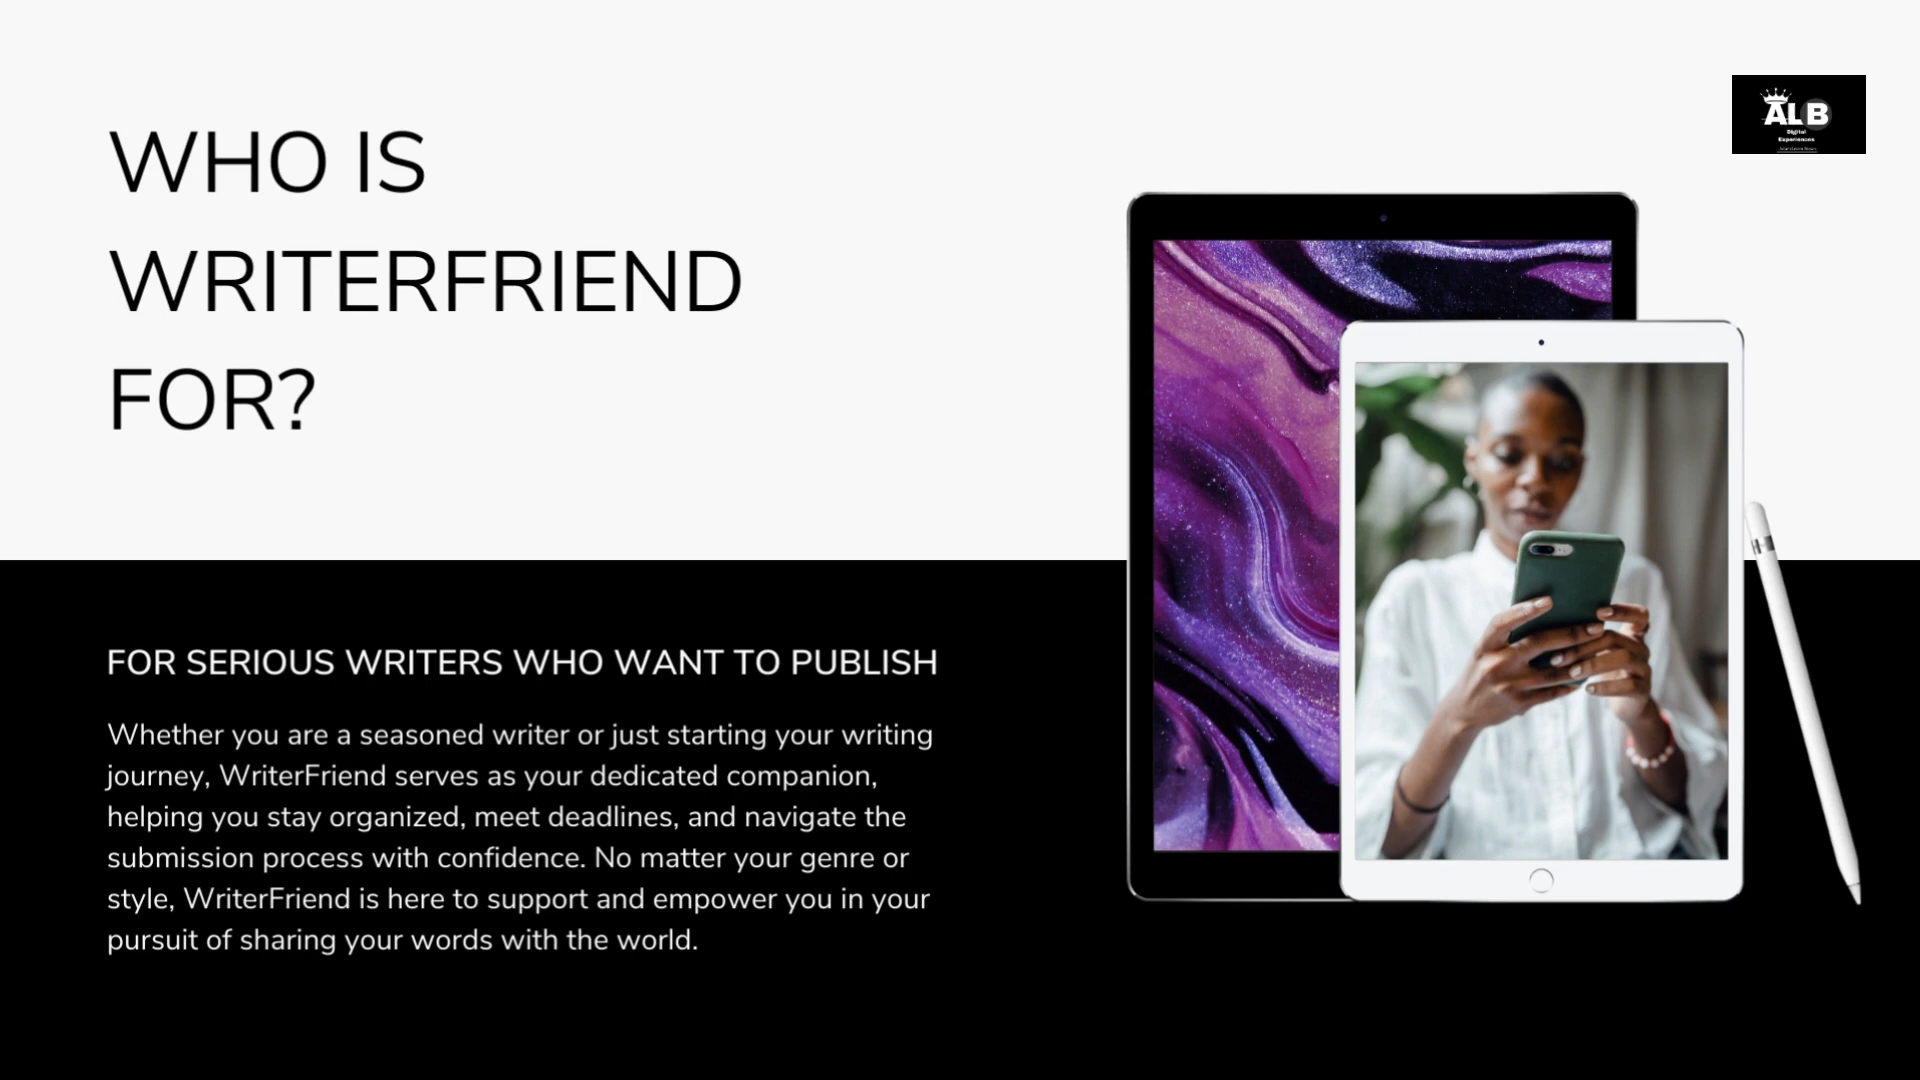 WHO IS
WRITERFRIEND
FOR?
ALB
Digital
Experiences
FOR SERIOUS WRITERS WHO WANT TO PUBLISH
Whether you are a seasoned writer or just starting your writing
journey, WriterFriend serves as your dedicated companion,
helping you stay organized, meet deadlines, and navigate the
submission process with confidence. No matter your genre or
style, WriterFriend is here to support and empower you in your
pursuit of sharing your words with the world.